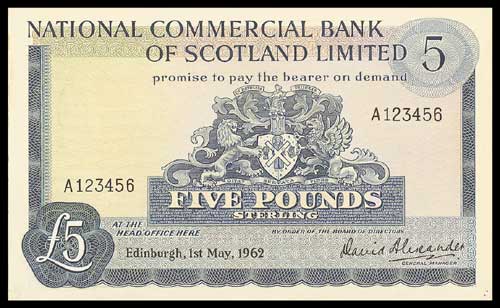 NATIONAL COMMERCIAL BANK
OF SCOTLAND LIMITED
5
promise to pay the bearer on demand
A123456
A123456
FIVE POUNDS
STERLING
AT THE
HEAD OFFICE HERE
BY ORDER OF THE BOARD OF DIRECTORS
£5
Edinburgh, 1st May, 1962
David Alexander
GENERAL MANAGER